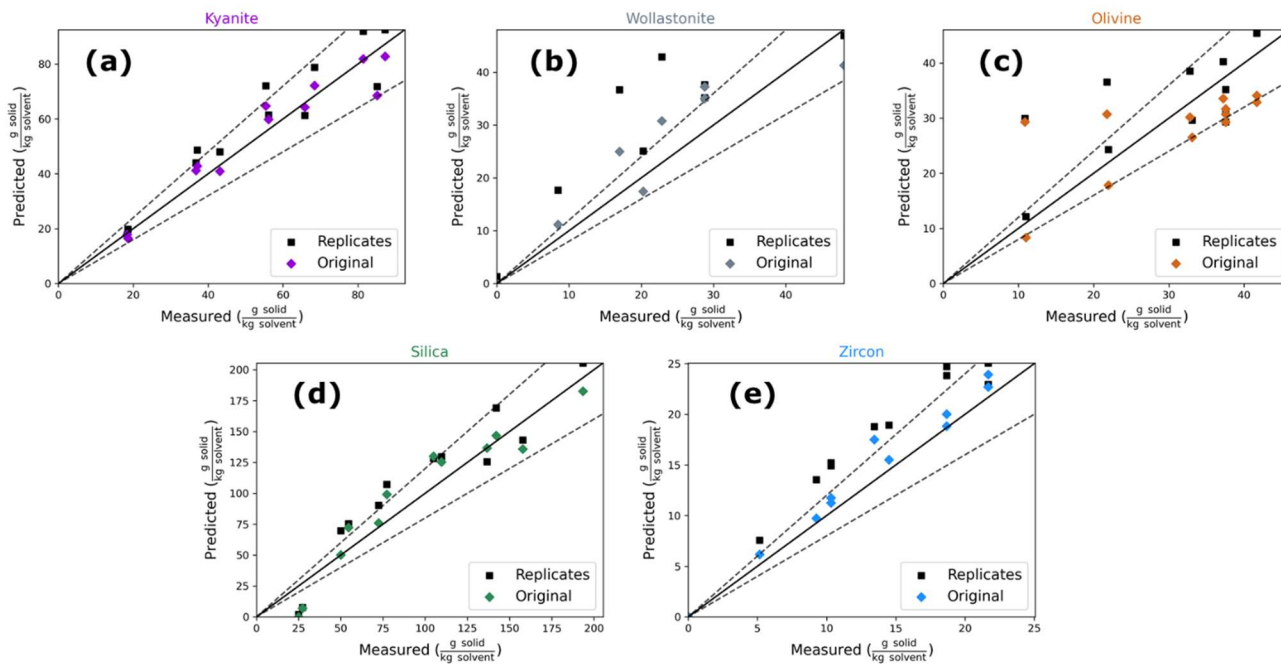 Kyanite
(a)
Predicted (g solid / kg solvent)
80
60
40
20
0
0 20 40 60 80
Measured (g solid / kg solvent)
Replicates
Original
Wollastonite
(b)
Predicted (g solid / kg solvent)
40
30
20
10
0
0 10 20 30 40
Measured (g solid / kg solvent)
Replicates
Original
Olivine
(c)
Predicted (g solid / kg solvent)
40
30
20
10
0
0 10 20 30 40
Measured (g solid / kg solvent)
Replicates
Original
Silica
(d)
Predicted (g solid / kg solvent)
200
175
150
125
100
75
50
25
0
0 25 50 75 100 125 150 175 200
Measured (g solid / kg solvent)
Replicates
Original
Zircon
(e)
Predicted (g solid / kg solvent)
25
20
15
10
5
0
0 5 10 15 20 25
Measured (g solid / kg solvent)
Replicates
Original